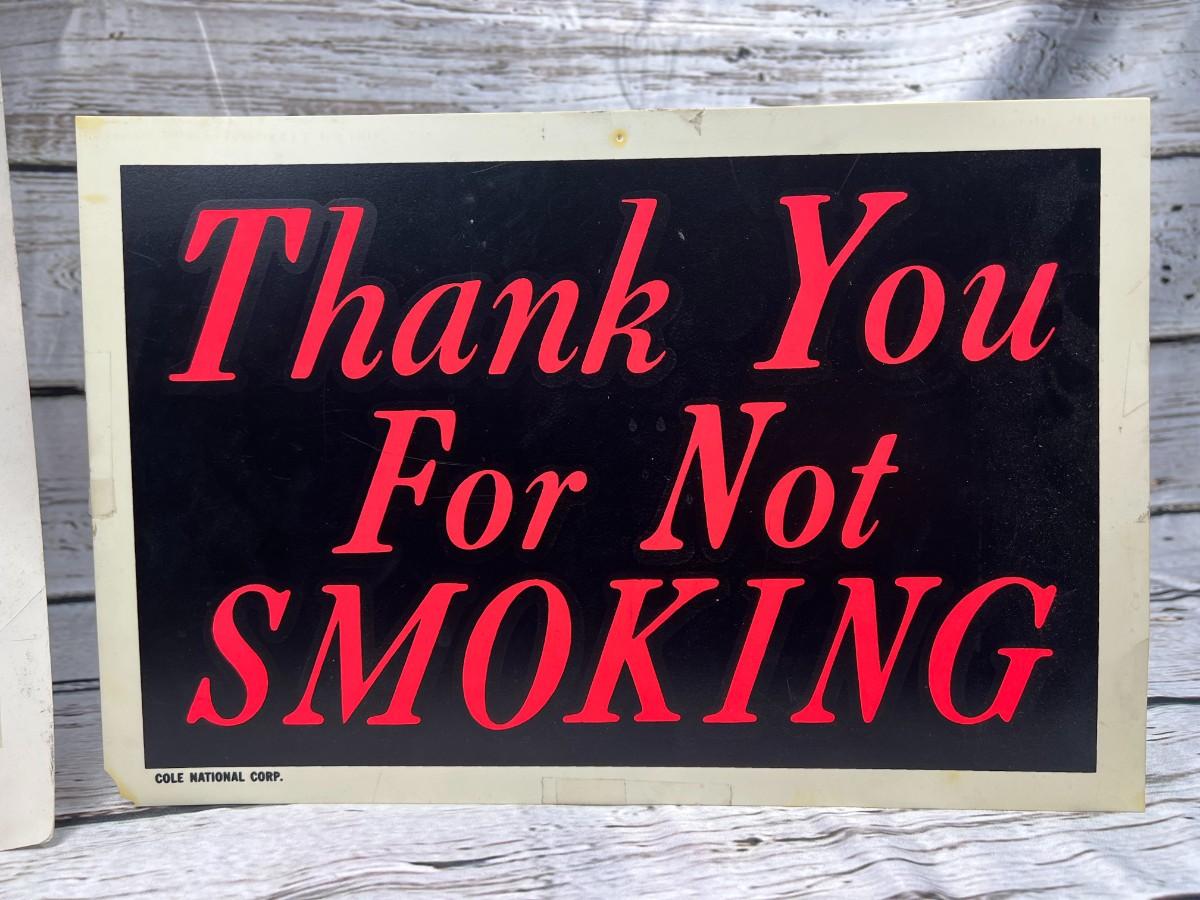 Thank You
For Not
SMOKING
COLE NATIONAL CORP.